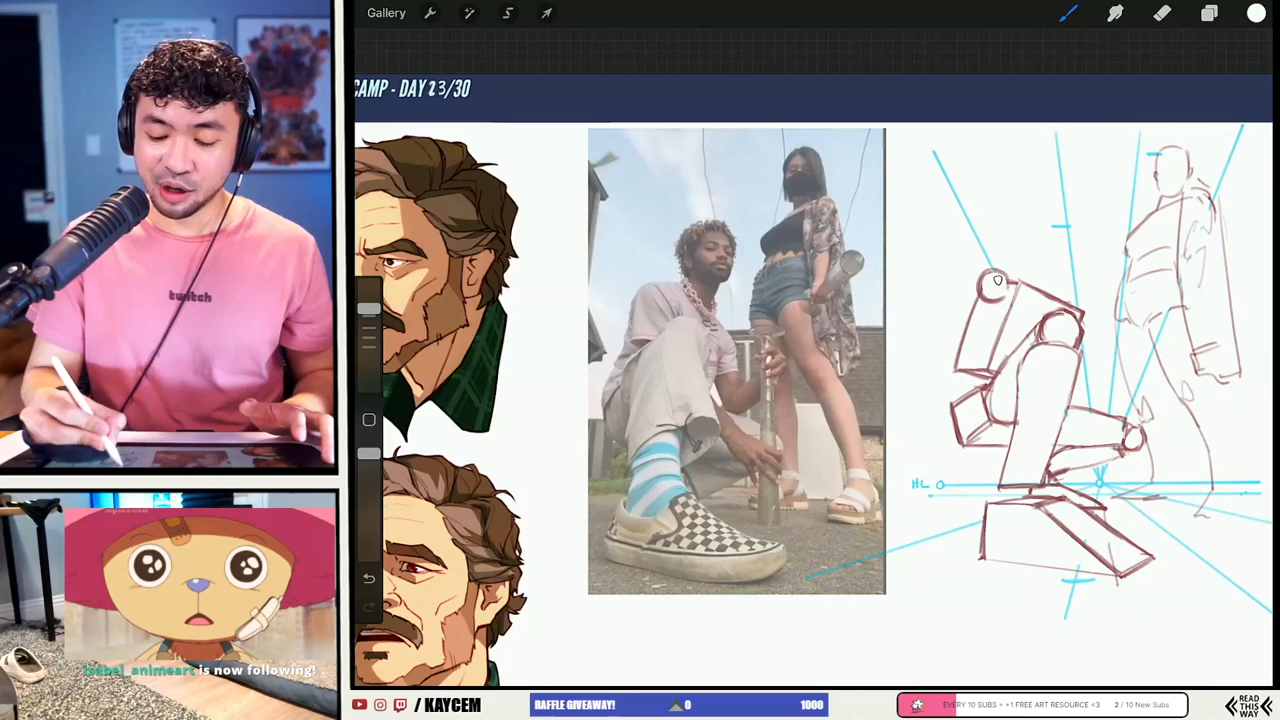 Gallery
CAMP - DAY 23/30
twitch
HL
isabel_animeart is now following!
/ KAYCEM
RAFFLE GIVEAWAY!
0
1000
EVERY 10 SUBS = +1 FREE ART RESOURCE <3
2 / 10 New Subs
READ
THIS
WAY